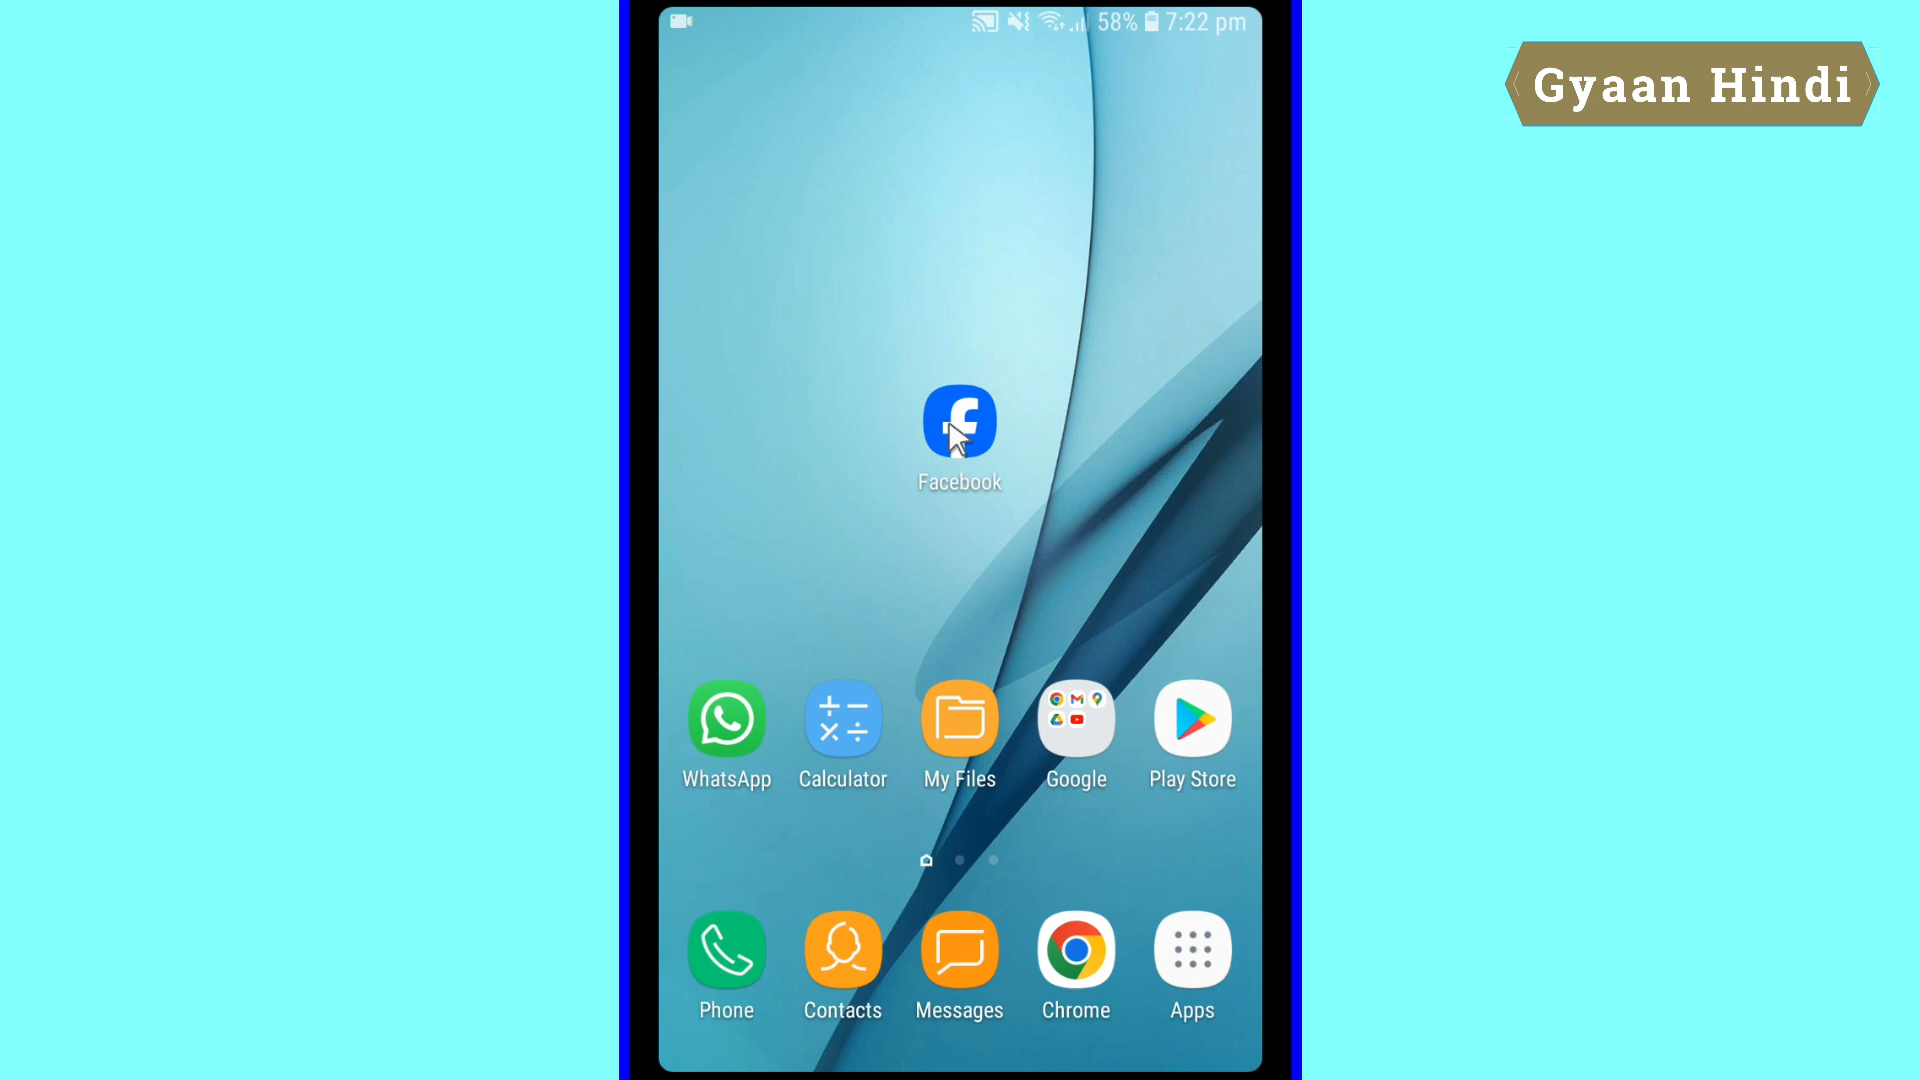 58% 7:22 pm
Gyaan Hindi
Facebook
WhatsApp Calculator My Files Google Play Store
Phone Contacts Messages Chrome Apps